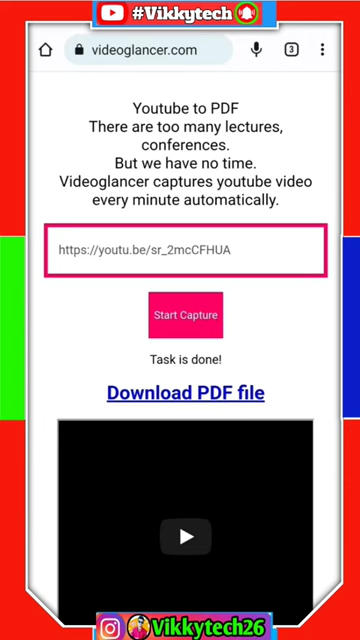 #Vikkytech
videoglancer.com
3
Youtube to PDF
There are too many lectures,
conferences.
But we have no time.
Videoglancer captures youtube video
every minute automatically.
https://youtu.be/sr_2mcCFHUA
Start Capture
Task is done!
Download PDF file
Vikkytech26